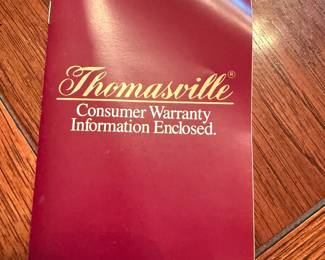 Thomasville®
Consumer Warranty
Information Enclosed.